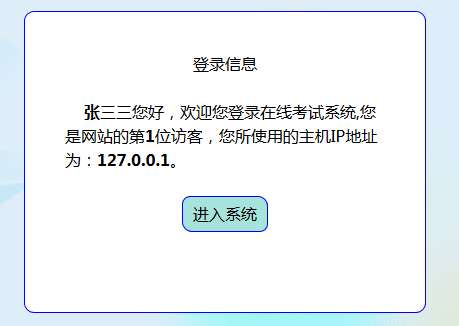 登录信息
张三三您好，欢迎您登录在线考试系统,您
是网站的第1位访客，您所使用的主机IP地址
为：127.0.0.1。
进入系统